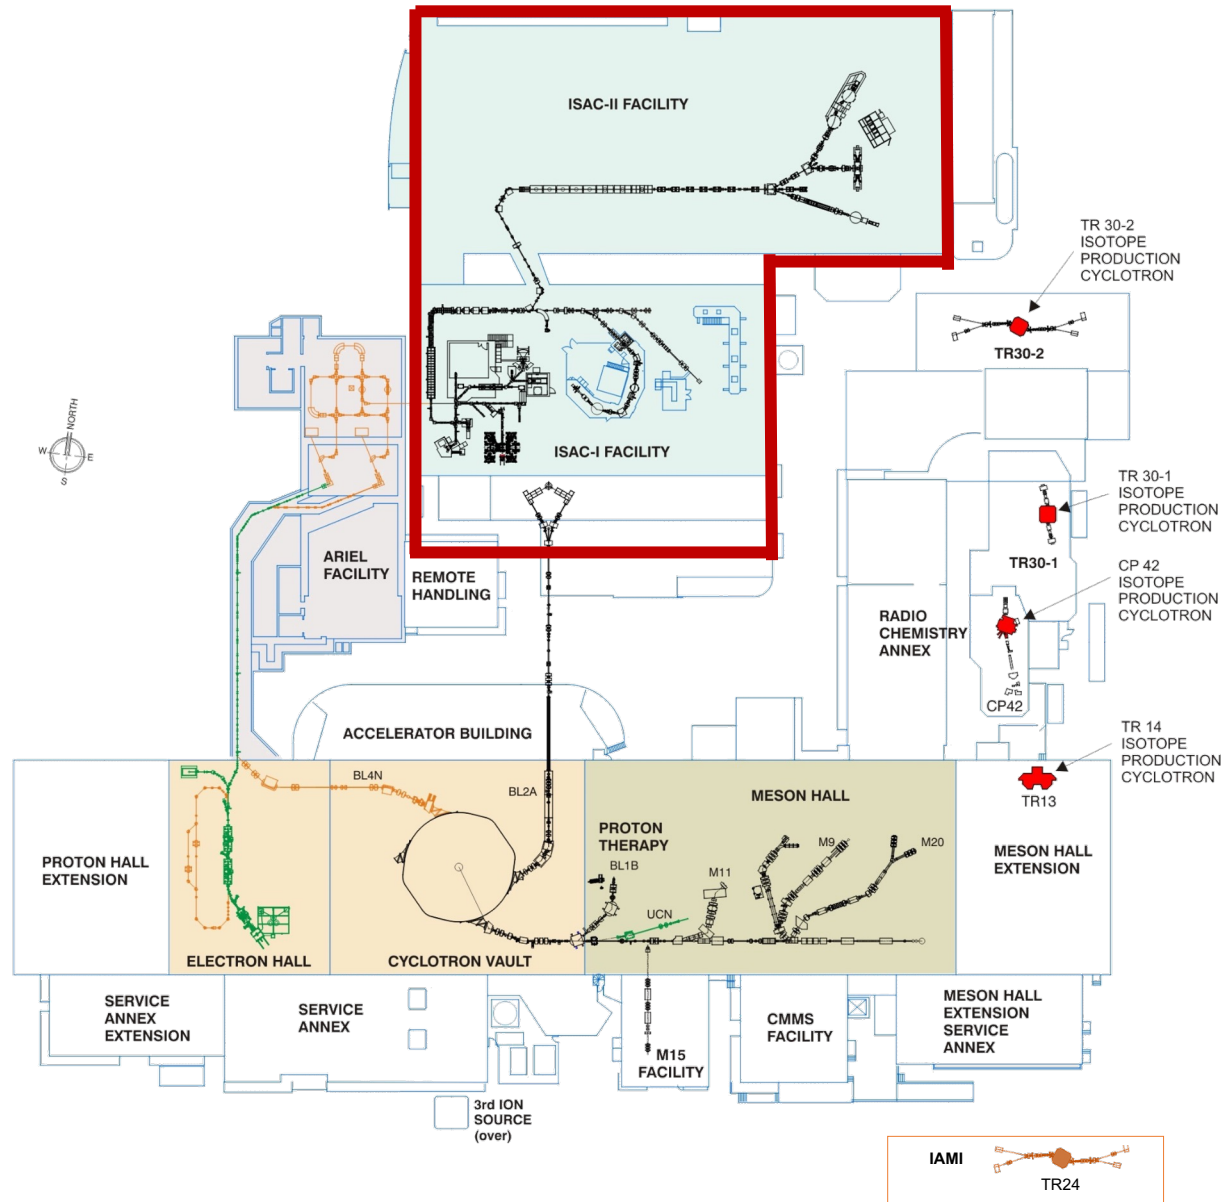 ISAC-II FACILITY
TR 30-2
ISOTOPE
PRODUCTION
CYCLOTRON
TR30-2
NORTH
W
E
S
ISAC-I FACILITY
TR 30-1
ISOTOPE
PRODUCTION
CYCLOTRON
TR30-1
ARIEL
FACILITY
REMOTE
HANDLING
CP 42
ISOTOPE
PRODUCTION
CYCLOTRON
RADIO
CHEMISTRY
ANNEX
CP42
ACCELERATOR BUILDING
TR 14
ISOTOPE
PRODUCTION
CYCLOTRON
BL4N
BL2A
MESON HALL
TR13
PROTON
THERAPY
BL1B
M9
M20
M11
UCN
PROTON HALL
EXTENSION
MESON HALL
EXTENSION
ELECTRON HALL
CYCLOTRON VAULT
SERVICE
ANNEX
EXTENSION
SERVICE
ANNEX
M15
FACILITY
CMMS
FACILITY
MESON HALL
EXTENSION
SERVICE
ANNEX
3rd ION
SOURCE
(over)
IAMI
TR24